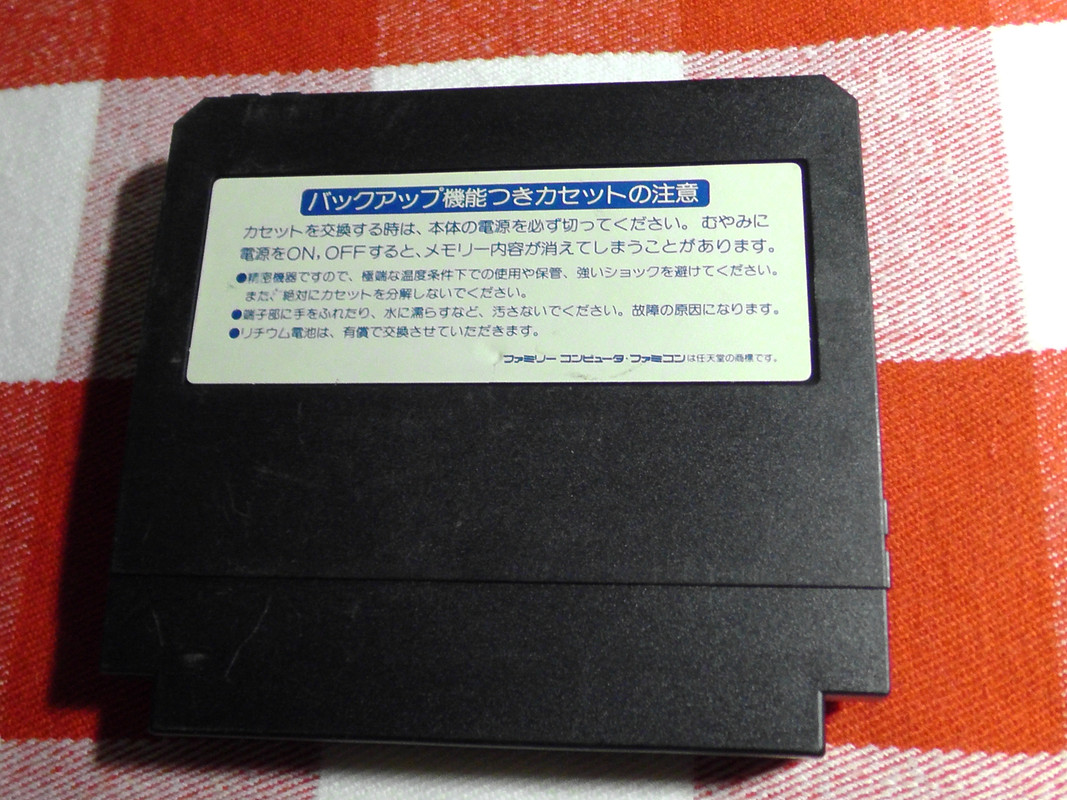 バックアップ機能つきカセットの注意
カセットを交換する時は、本体の電源を必ず切ってください。むやみに
電源をON,OFFすると、メモリー内容が消えてしまうことがあります。
●精密機器ですので、極端な温度条件下での使用や保管、強いショックを避けてください。
また、絶対にカセットを分解しないでください。
●端子部に手をふれたり、水に濡らすなど、汚さないでください。故障の原因になります。
●リチウム電池は、有償で交換させていただきます。
ファミリー コンピュータ・ファミコンは任天堂の商標です。